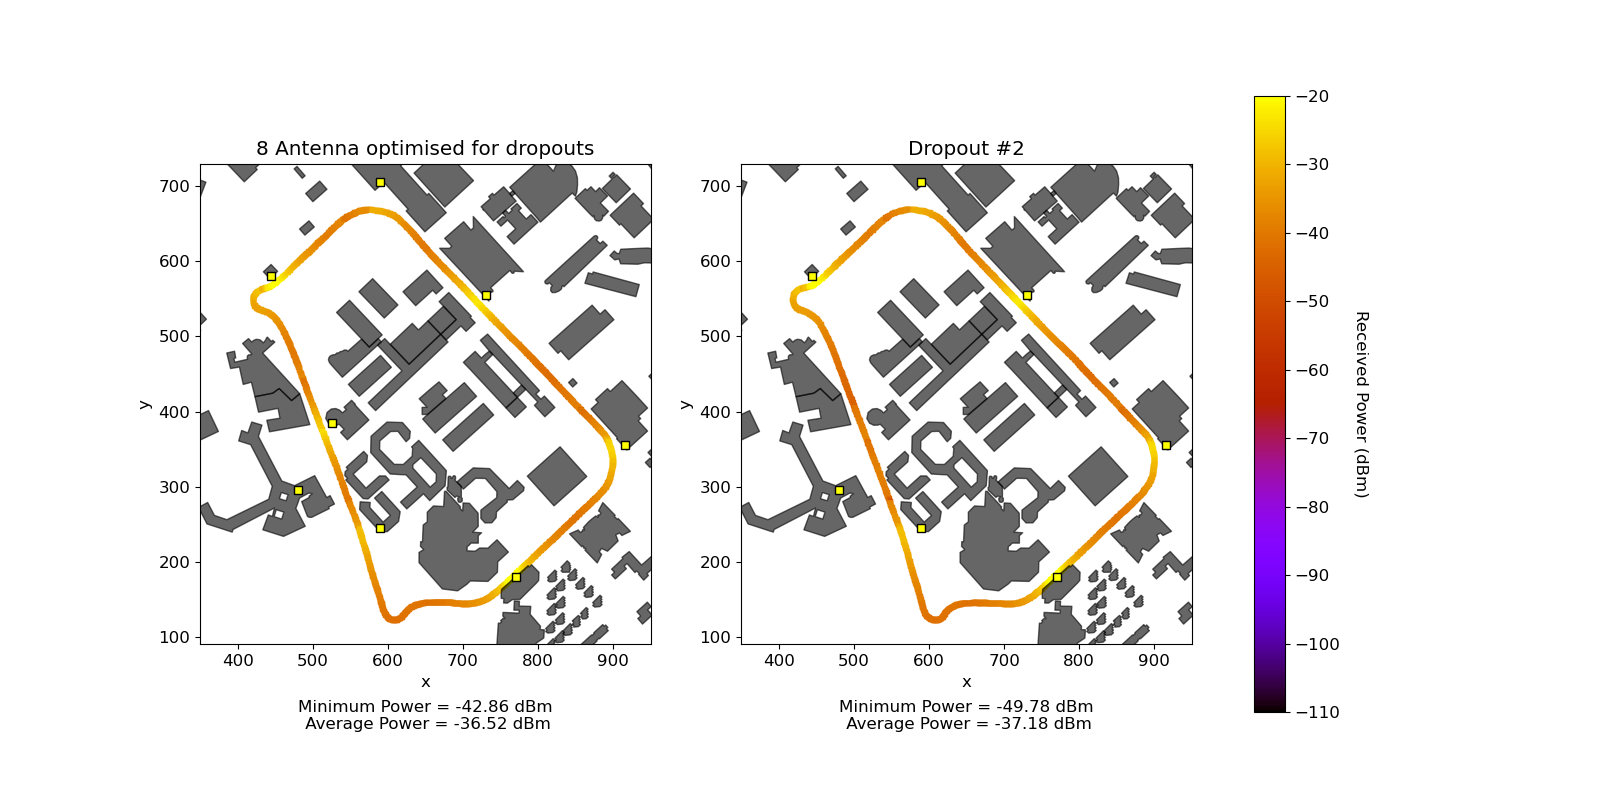 8 Antenna optimised for dropouts
700
600
500
400
300
200
100
y
400 500 600 700 800 900
x
Minimum Power = -42.86 dBm
Average Power = -36.52 dBm
Dropout #2
700
600
500
400
300
200
100
y
400 500 600 700 800 900
x
Minimum Power = -49.78 dBm
Average Power = -37.18 dBm
−20
−30
−40
−50
−60
−70
−80
−90
−100
−110
Received Power (dBm)